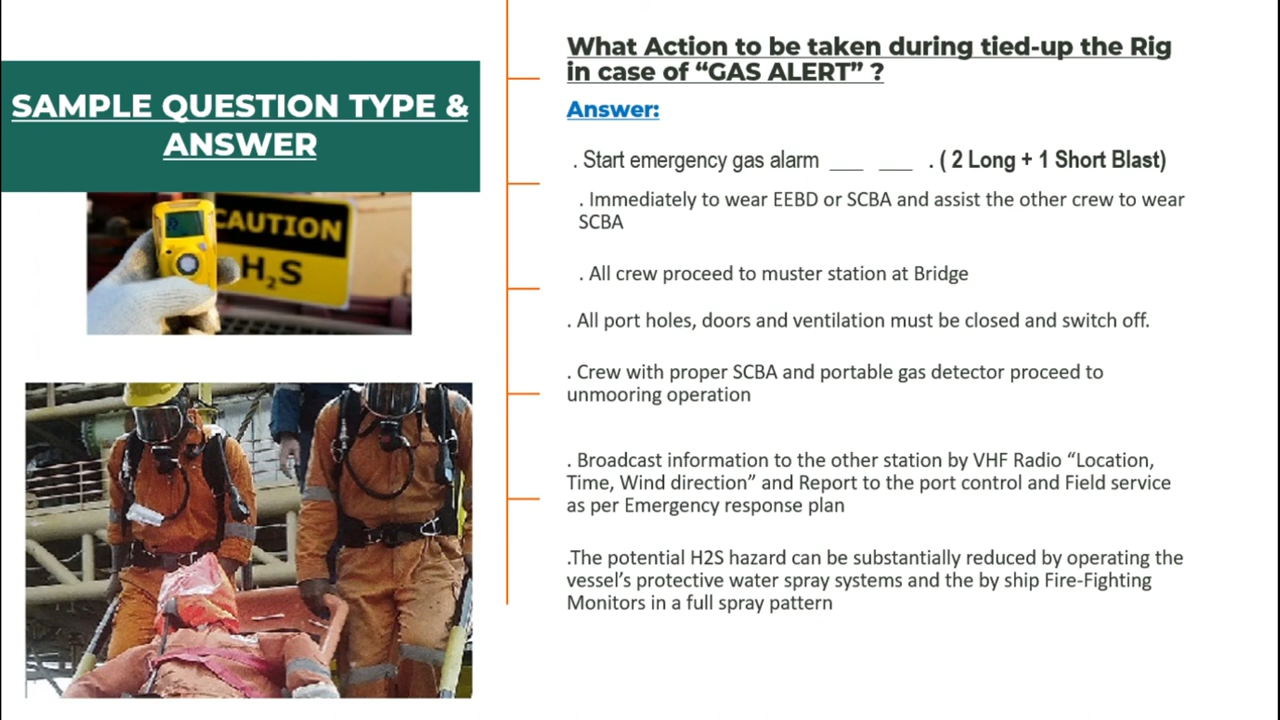 SAMPLE QUESTION TYPE &
ANSWER
CAUTION
H2S
What Action to be taken during tied-up the Rig
in case of “GAS ALERT” ?
Answer:
. Start emergency gas alarm ___ ___ . ( 2 Long + 1 Short Blast)
. Immediately to wear EEBD or SCBA and assist the other crew to wear
SCBA
. All crew proceed to muster station at Bridge
. All port holes, doors and ventilation must be closed and switch off.
. Crew with proper SCBA and portable gas detector proceed to
unmooring operation
. Broadcast information to the other station by VHF Radio “Location,
Time, Wind direction” and Report to the port control and Field service
as per Emergency response plan
.The potential H2S hazard can be substantially reduced by operating the
vessel’s protective water spray systems and the by ship Fire-Fighting
Monitors in a full spray pattern